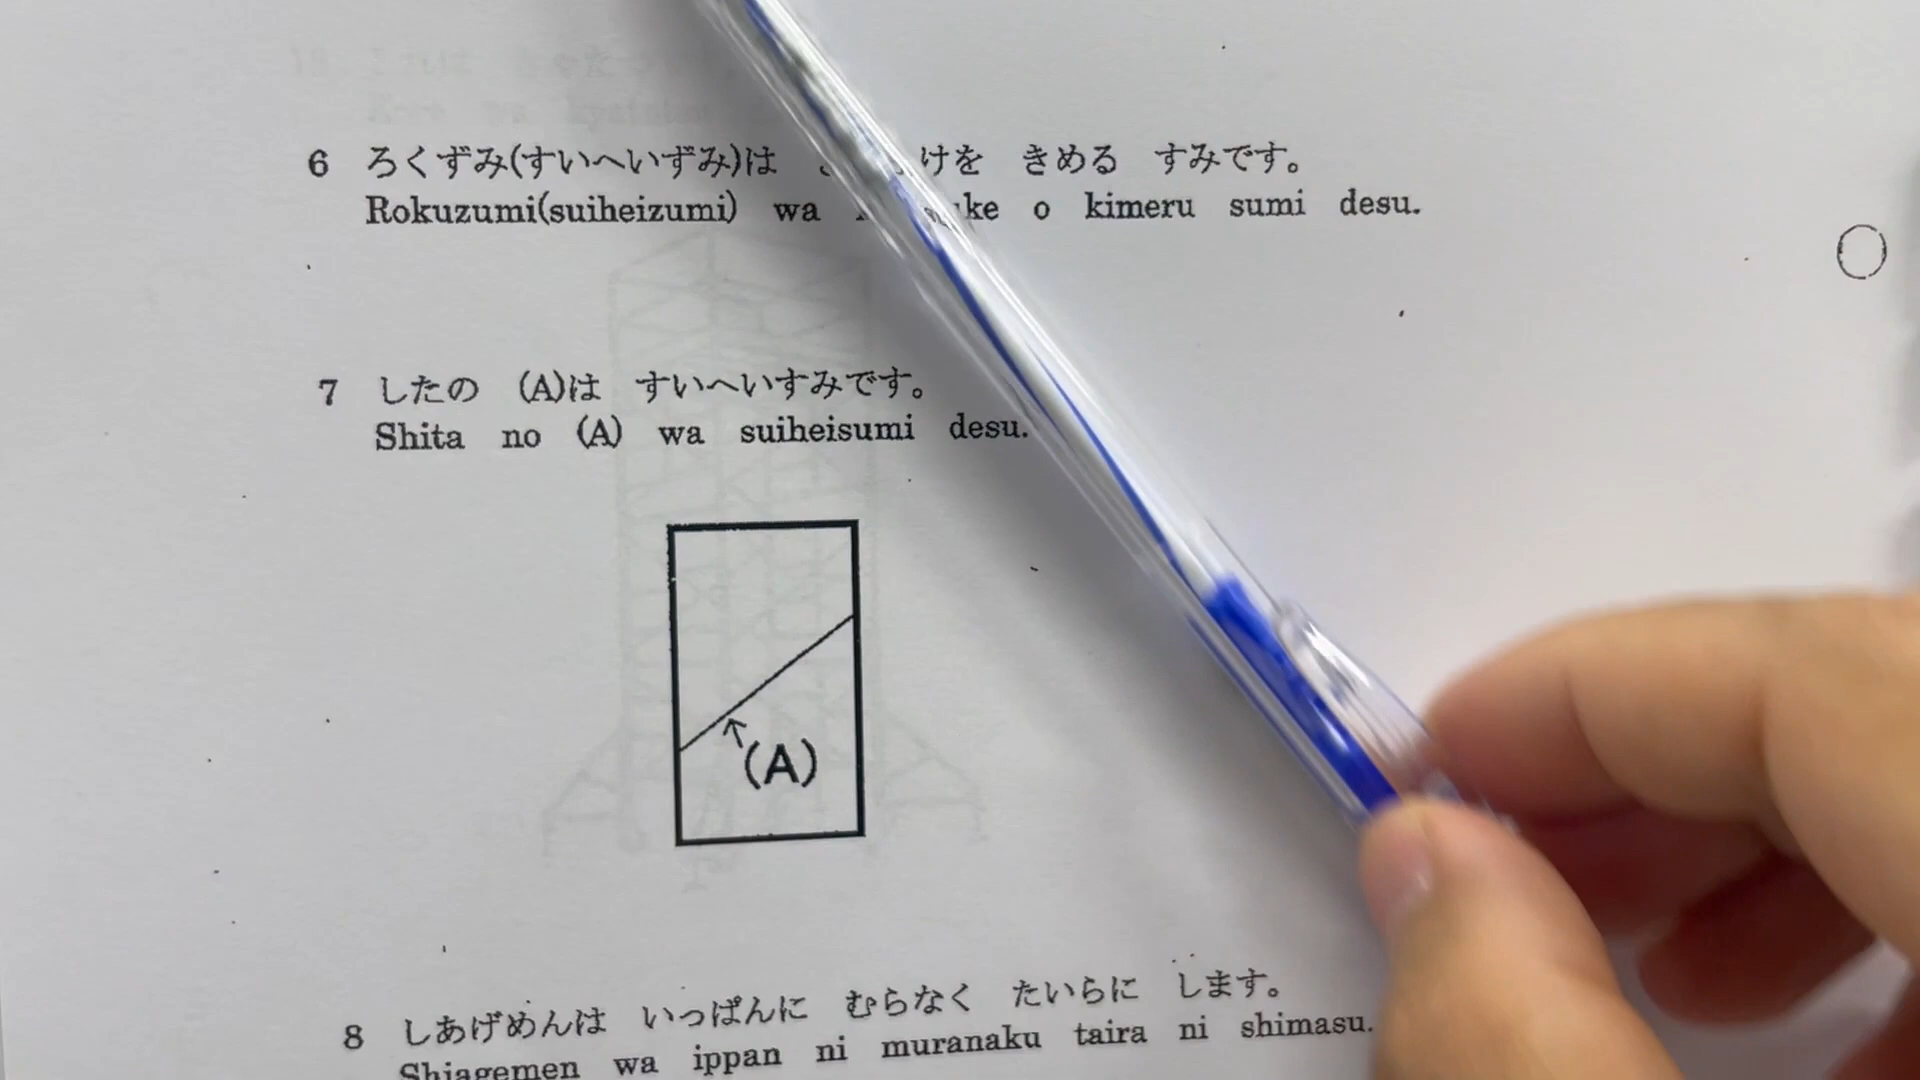 6 ろくずみ(すいへいずみ)は けを きめる すみです。
Rokuzumi(suiheizumi) wa o kimeru sumi desu.
7 したの (A)は すいへいすみです。
Shita no (A) wa suiheisumi desu.
(A)
8 しあげめんは いっぱんに むらなく たいらに します。
Shiagemen wa ippan ni muranaku taira ni shimasu.